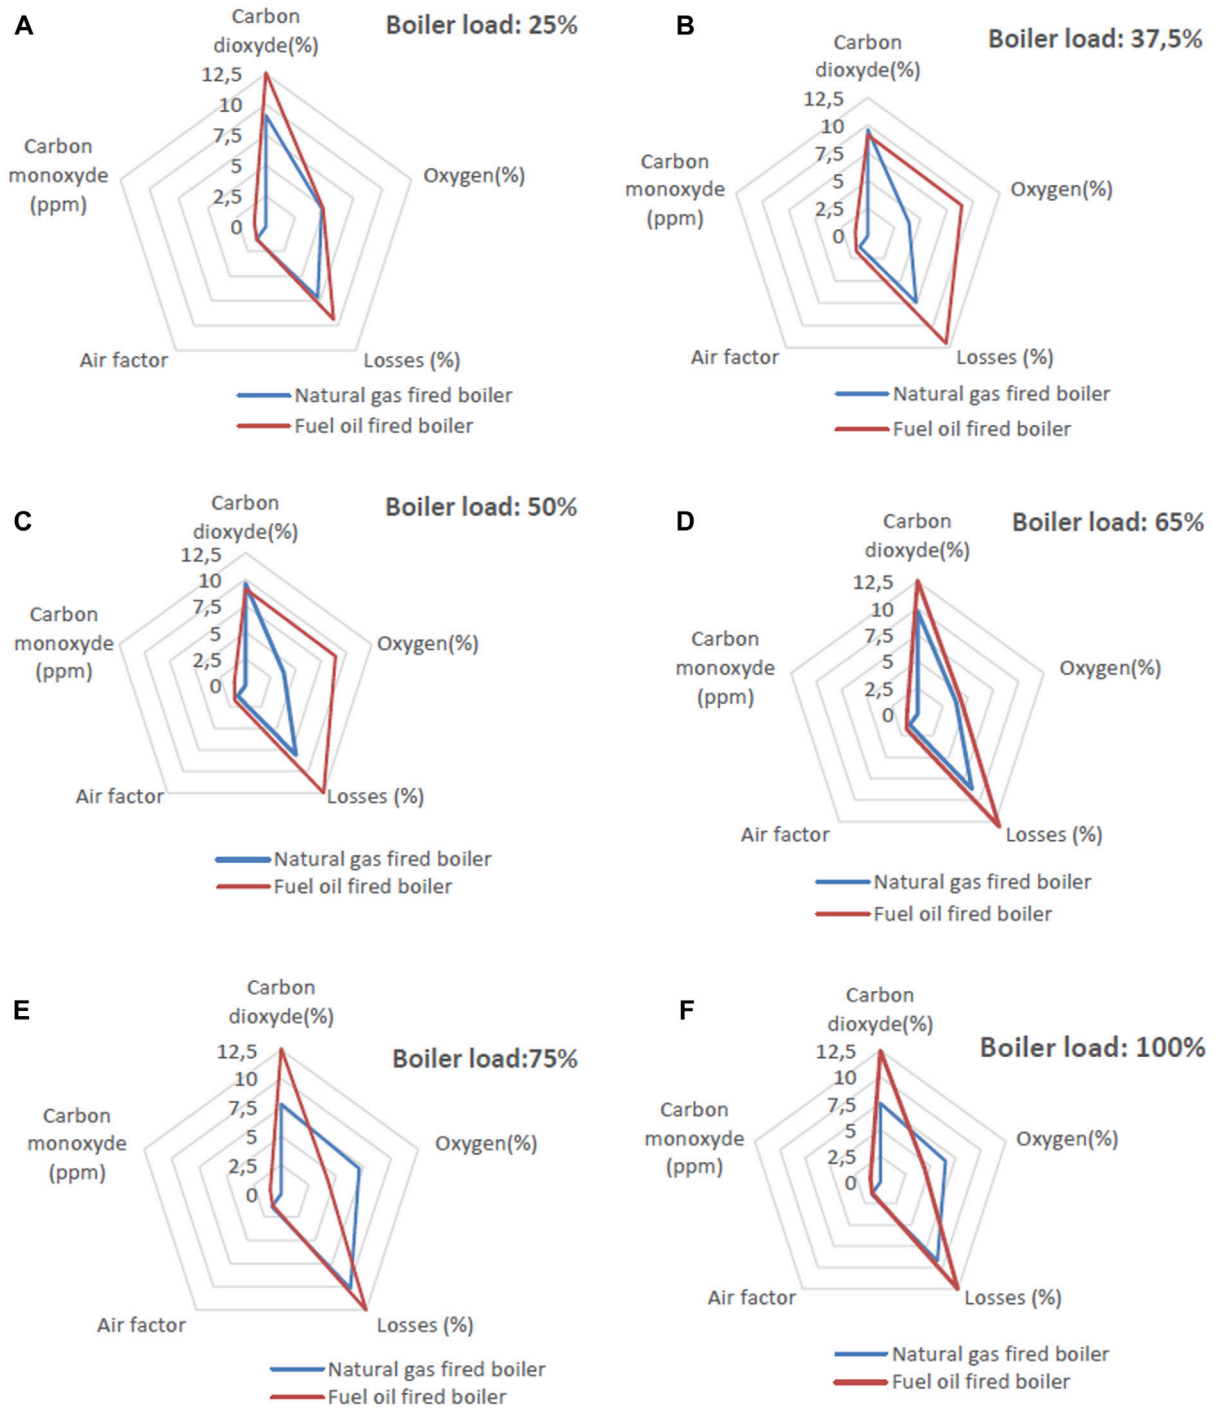 A
Boiler load: 25%
Carbon
dioxyde(%)
12,5
10
7,5
5
2,5
0
Carbon
monoxyde
(ppm)
Oxygen(%)
Air factor
Losses (%)
Natural gas fired boiler
Fuel oil fired boiler
B
Boiler load: 37,5%
Carbon
dioxyde(%)
12,5
10
7,5
5
2,5
0
Carbon
monoxyde
(ppm)
Oxygen(%)
Air factor
Losses (%)
Natural gas fired boiler
Fuel oil fired boiler
C
Boiler load: 50%
Carbon
dioxyde(%)
12,5
10
7,5
5
2,5
0
Carbon
monoxyde
(ppm)
Oxygen(%)
Air factor
Losses (%)
Natural gas fired boiler
Fuel oil fired boiler
D
Boiler load: 65%
Carbon
dioxyde(%)
12,5
10
7,5
5
2,5
0
Carbon
monoxyde
(ppm)
Oxygen(%)
Air factor
Losses (%)
Natural gas fired boiler
Fuel oil fired boiler
E
Boiler load:75%
Carbon
dioxyde(%)
12,5
10
7,5
5
2,5
0
Carbon
monoxyde
(ppm)
Oxygen(%)
Air factor
Losses (%)
Natural gas fired boiler
Fuel oil fired boiler
F
Boiler load: 100%
Carbon
dioxyde(%)
12,5
10
7,5
5
2,5
0
Carbon
monoxyde
(ppm)
Oxygen(%)
Air factor
Losses (%)
Natural gas fired boiler
Fuel oil fired boiler